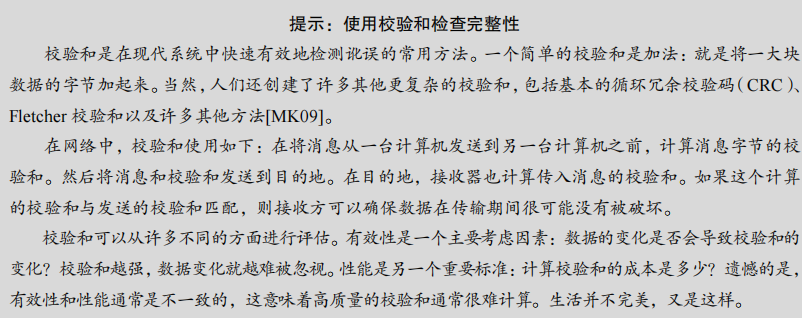 提示：使用校验和检查完整性
校验和是在现代系统中快速有效地检测讹误的常用方法。一个简单的校验和是加法：就是将一大块
数据的字节加起来。当然，人们还创建了许多其他更复杂的校验和，包括基本的循环冗余校验码（CRC）、
Fletcher 校验和以及许多其他方法[MK09]。
在网络中，校验和使用如下：在将消息从一台计算机发送到另一台计算机之前，计算消息字节的校
验和。然后将消息和校验和发送到目的地。在目的地，接收器也计算传入消息的校验和。如果这个计算
的校验和与发送的校验和匹配，则接收方可以确保数据在传输期间很可能没有被破坏。
校验和可以从许多不同的方面进行评估。有效性是一个主要考虑因素：数据的变化是否会导致校验和的
变化？校验和越强，数据变化就越难被忽视。性能是另一个重要标准：计算校验和的成本是多少？遗憾的是，
有效性和性能通常是不一致的，这意味着高质量的校验和通常很难计算。生活并不完美，又是这样。